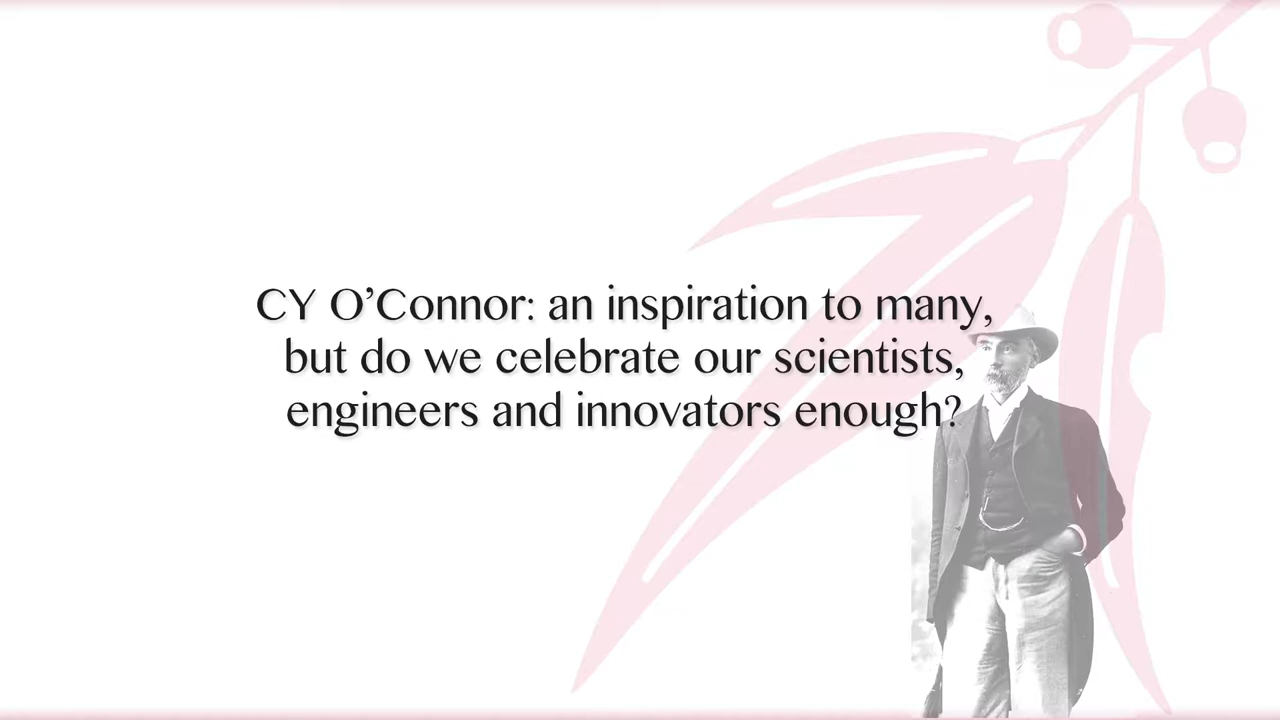 CY O’Connor: an inspiration to many,
but do we celebrate our scientists,
engineers and innovators enough?